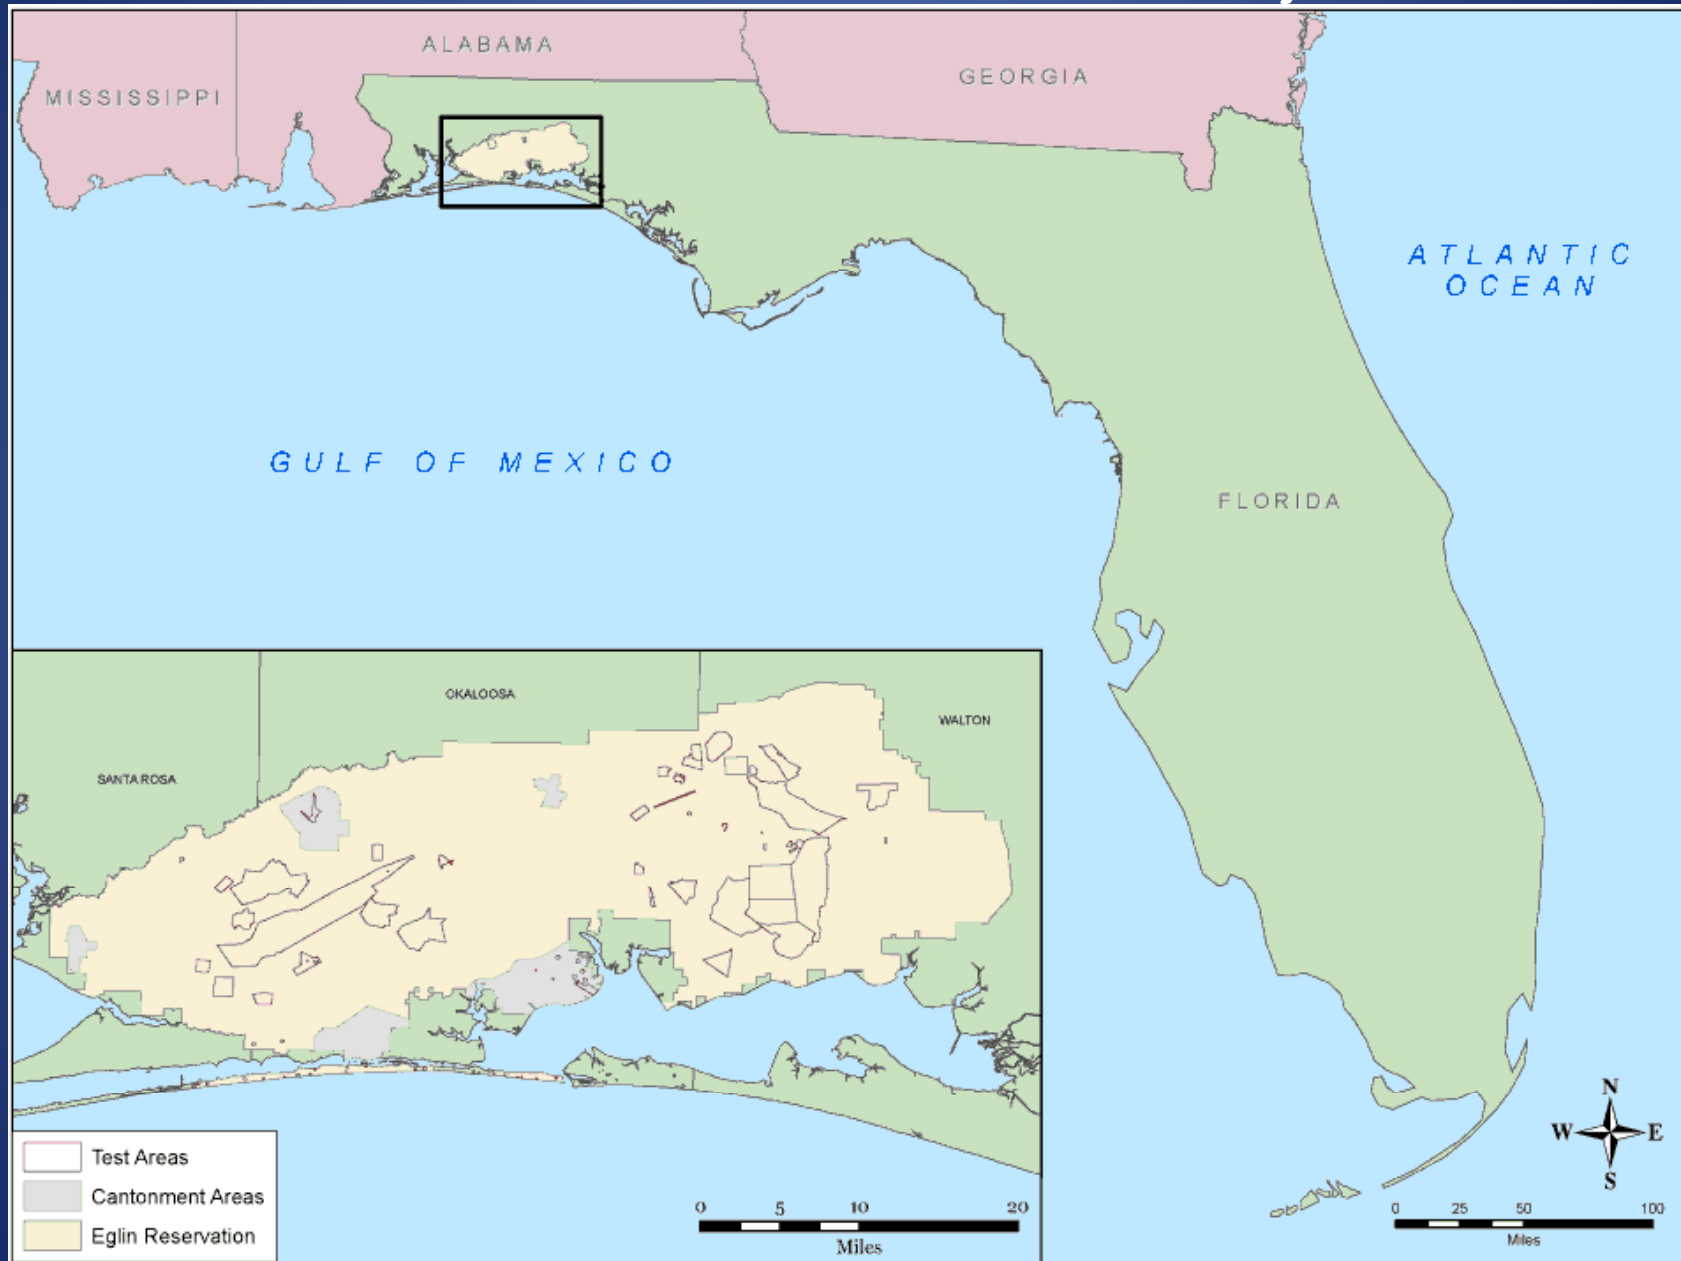 ALABAMA
GEORGIA
MISSISSIPPI
ATLANTIC
OCEAN
GULF OF MEXICO
FLORIDA
OKALOOSA
WALTON
SANTA ROSA
N
W E
S
Test Areas
Cantonment Areas
Eglin Reservation
0 5 10 20
Miles
0 25 50 100
Miles